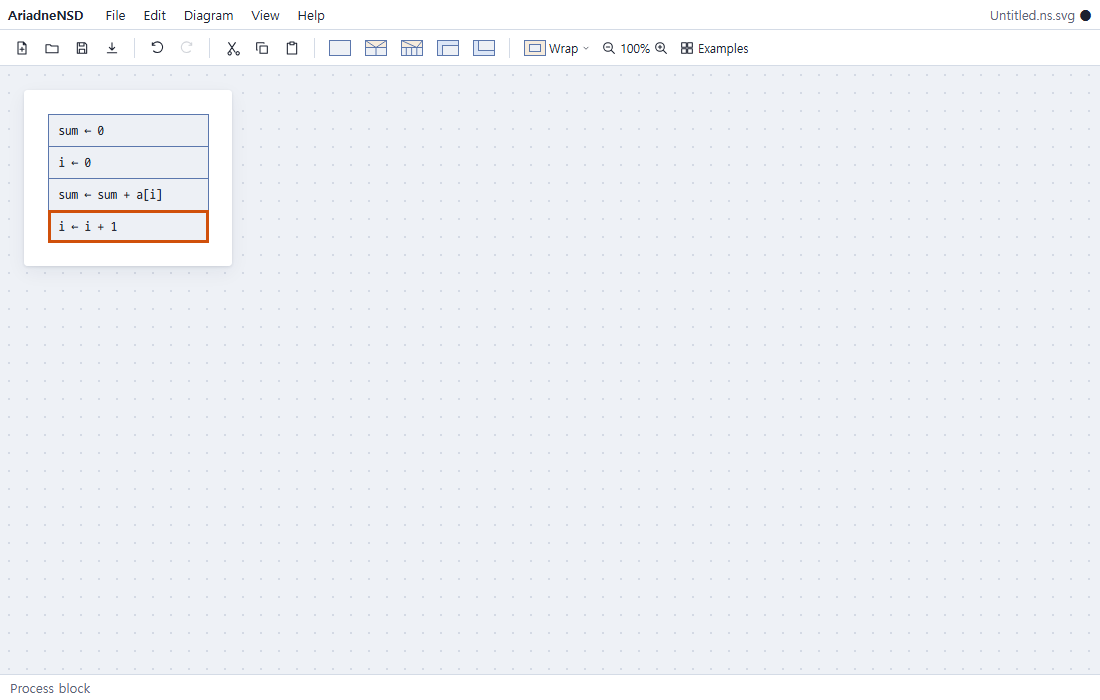 AriadneNSD File Edit Diagram View Help Untitled.ns.svg
Wrap 100% Examples
sum ← 0
i ← 0
sum ← sum + a[i]
i ← i + 1
Process block